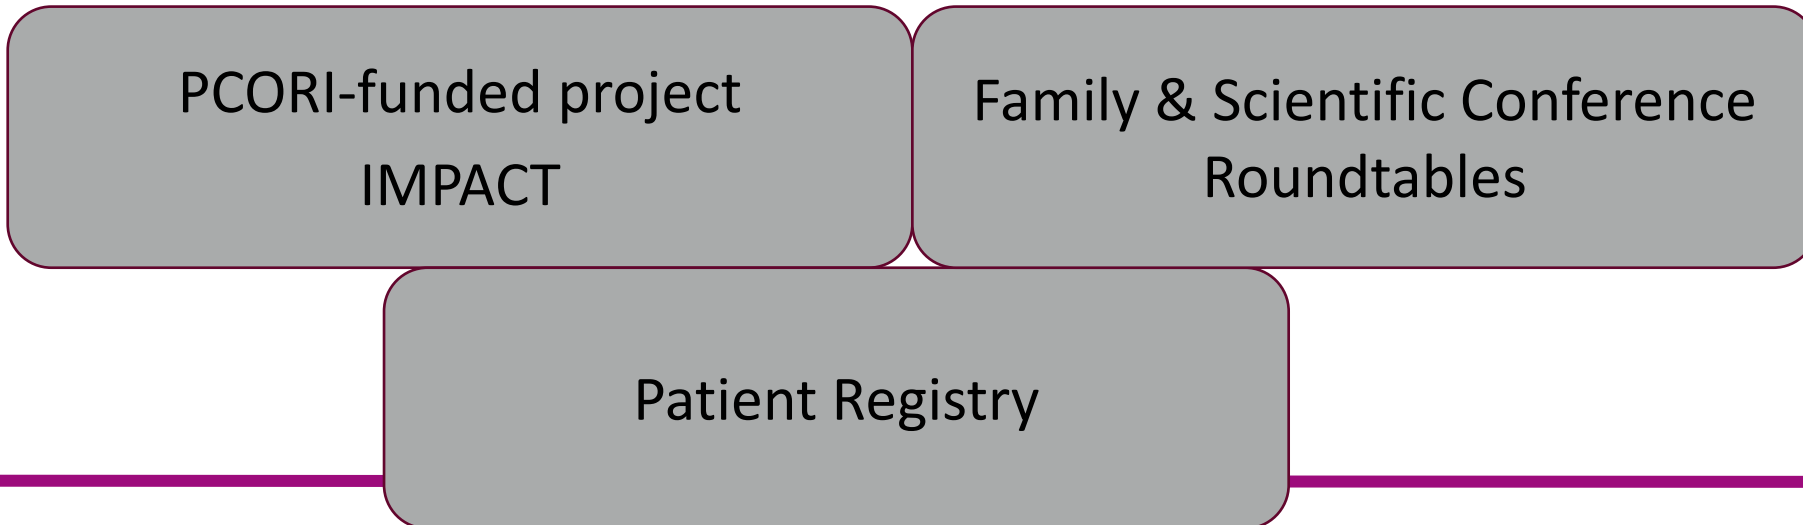 PCORI-funded project
IMPACT
Family & Scientific Conference
Roundtables
Patient Registry